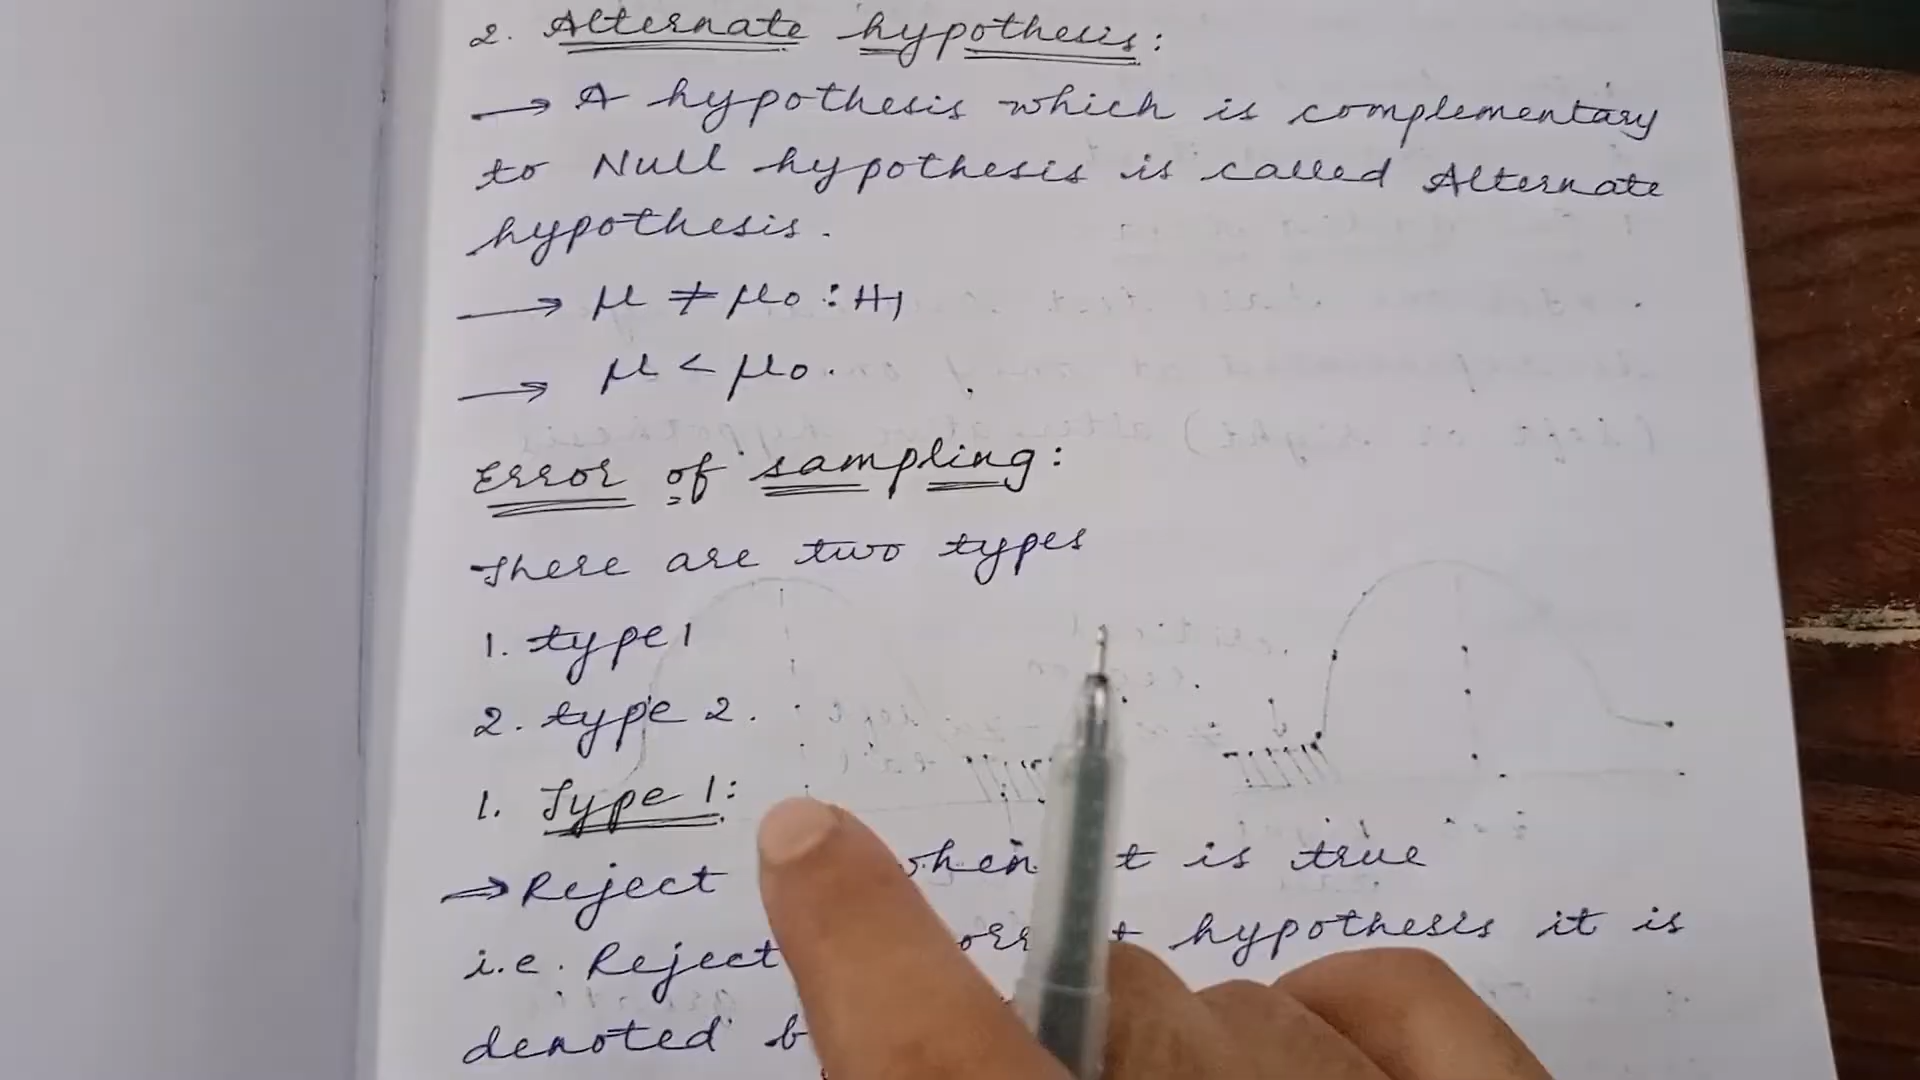 2. Alternate hypothesis:
→ A hypothesis which is complementary
to Null hypothesis is called Alternate
hypothesis.
→ μ ≠ μ0 : H1
→ μ < μ0.
Error of sampling:
There are two types
1. type 1
2. type 2.
1. Type 1:
→ Reject when it is true
i.e. Reject hypothesis it is
denoted